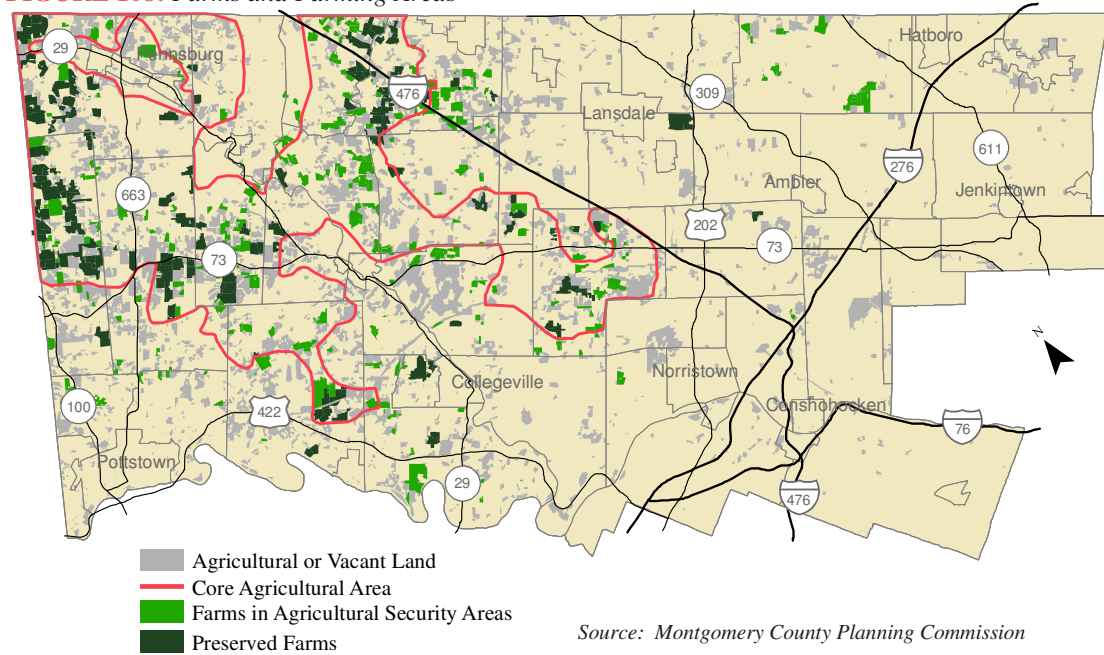 Farms and Farming Areas
Hatboro
29
nnsburg
476
309
Lansdale
611
276
Ambler
Jenkintown
663
202
73
73
N
Norristown
Collegeville
100
422
Conshohocken
76
Pottstown
29
476
Agricultural or Vacant Land
Core Agricultural Area
Farms in Agricultural Security Areas
Preserved Farms
Source: Montgomery County Planning Commission